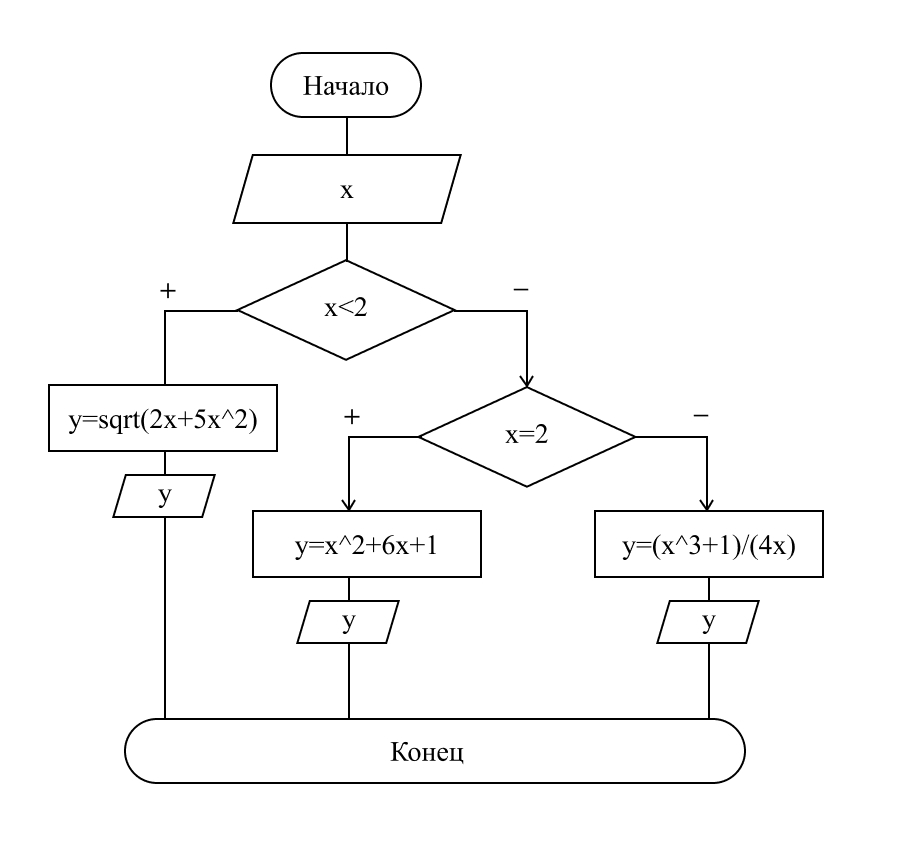 Начало
x
x<2
+
–
y=sqrt(2x+5x^2)
y
x=2
+
–
y=x^2+6x+1
y
y=(x^3+1)/(4x)
y
Конец